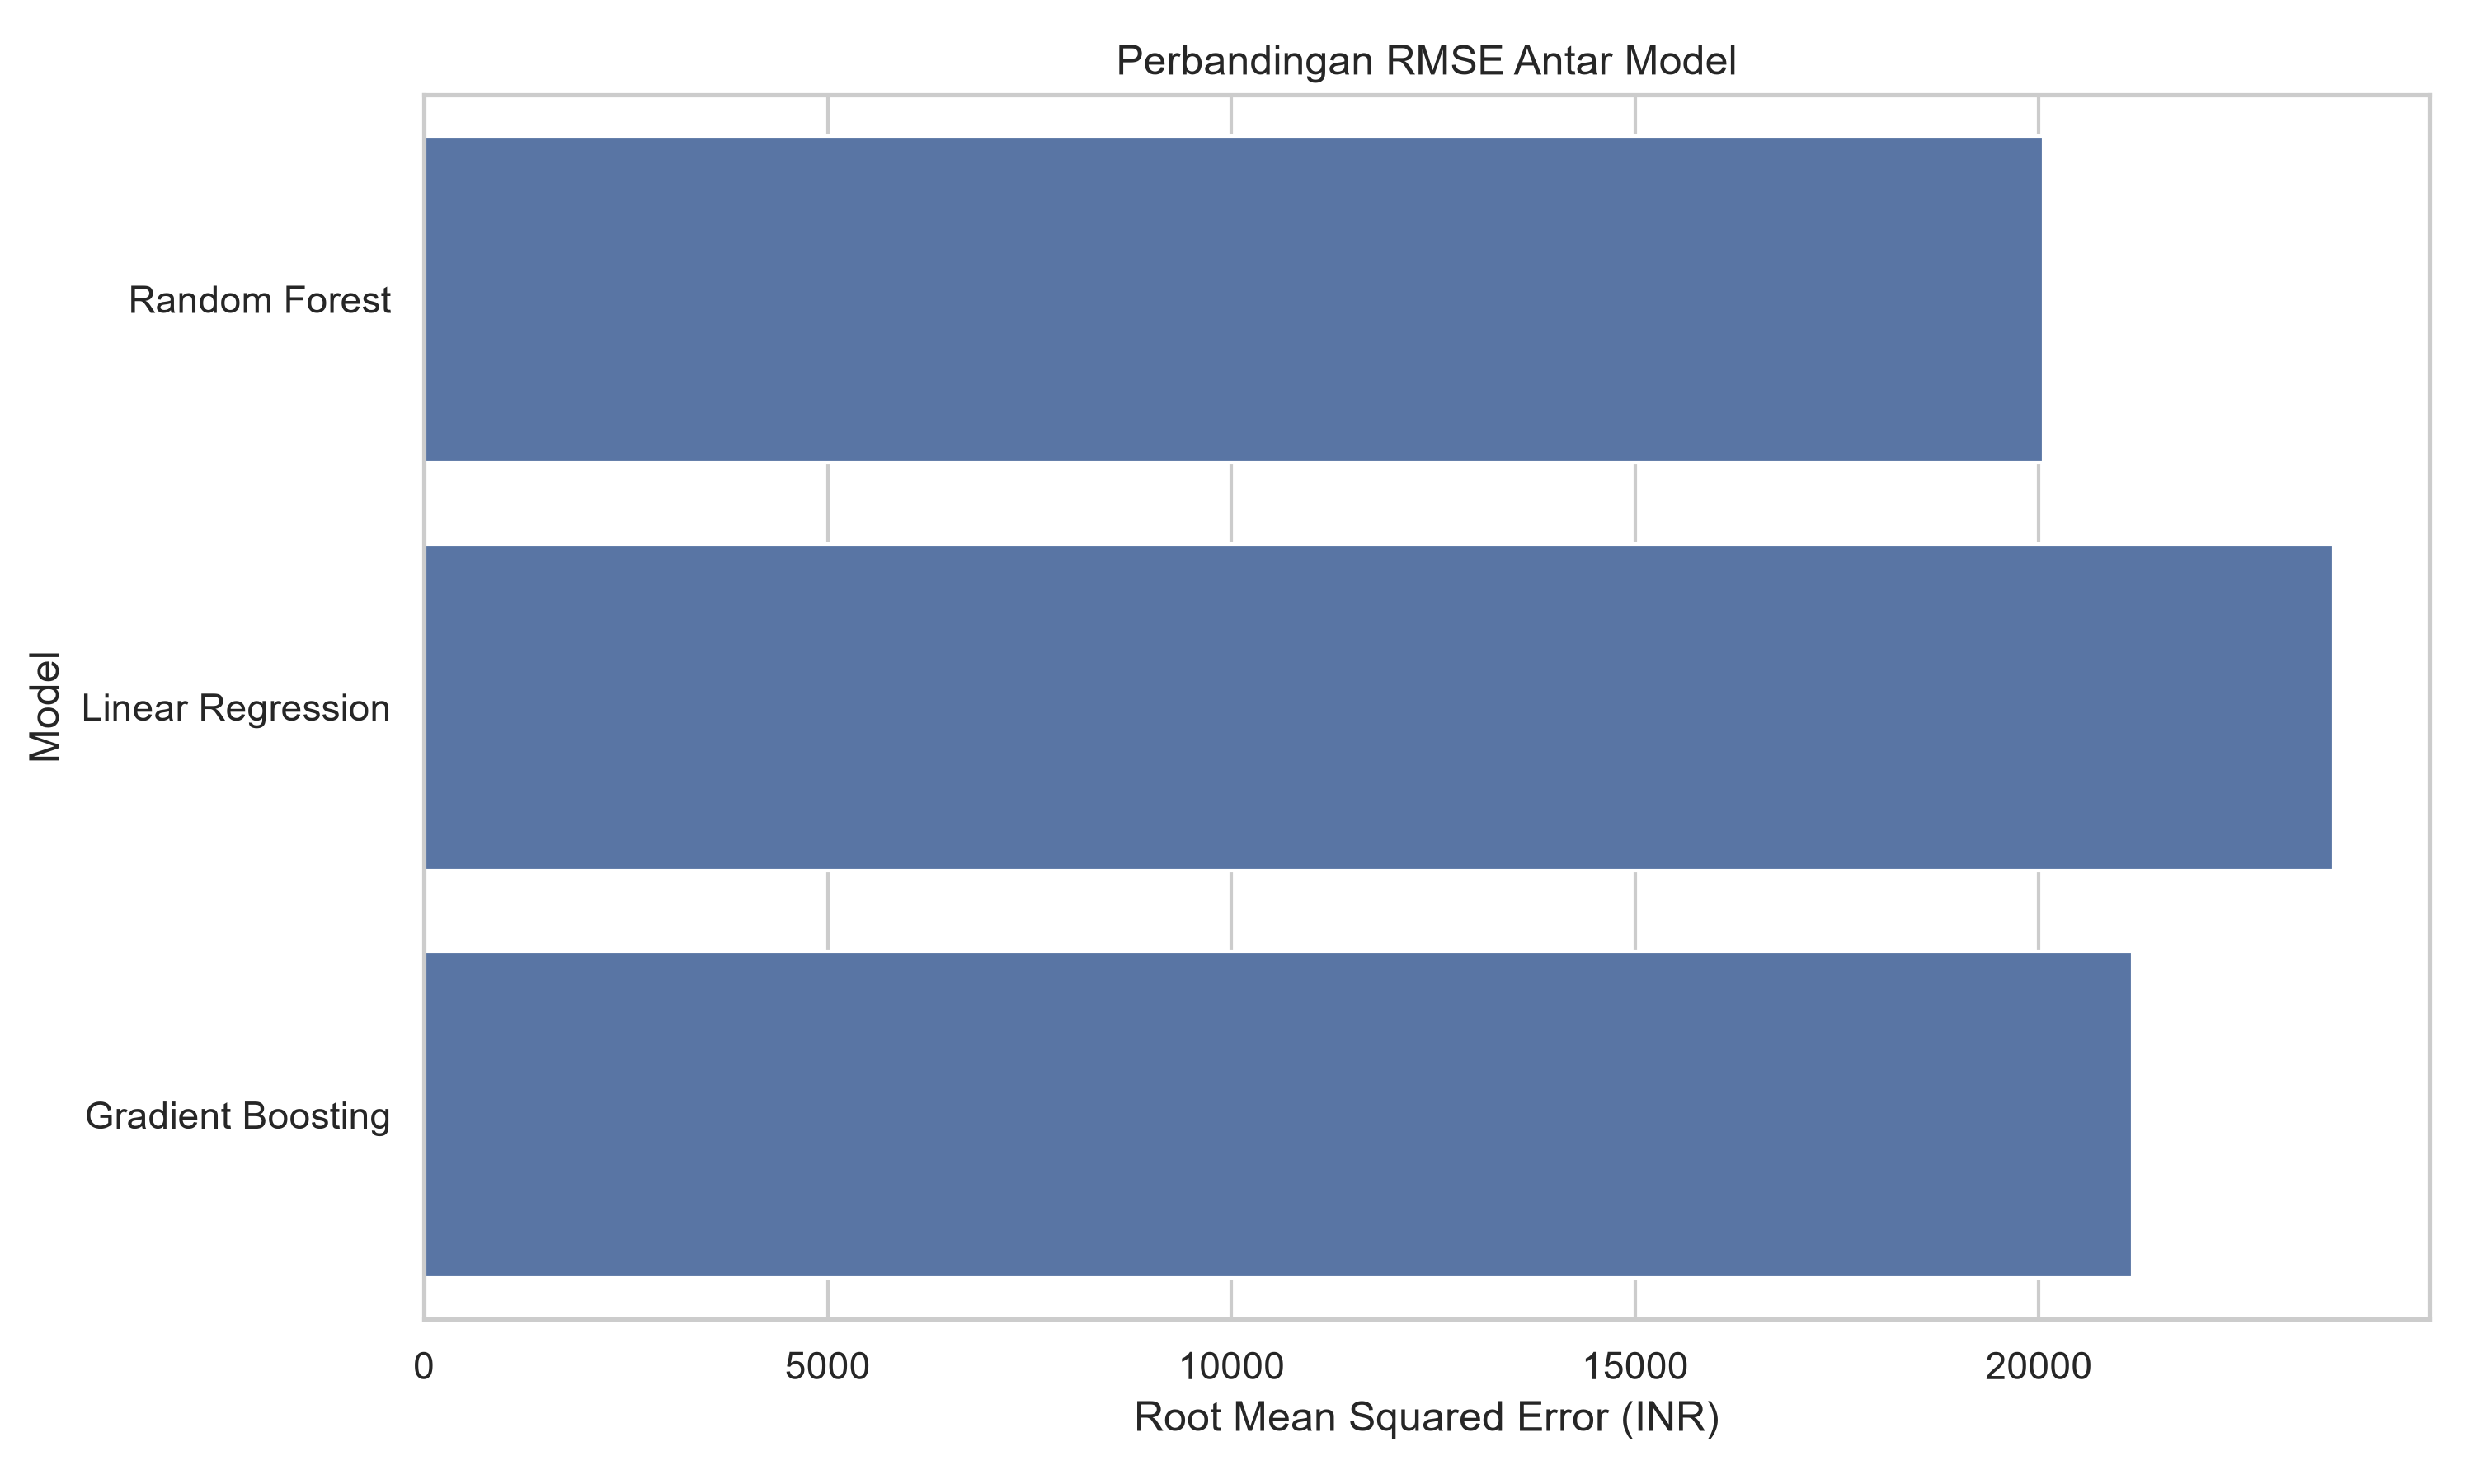 Perbandingan RMSE Antar Model
Random Forest
Linear Regression
Gradient Boosting
Model
0
5000
10000
15000
20000
Root Mean Squared Error (INR)